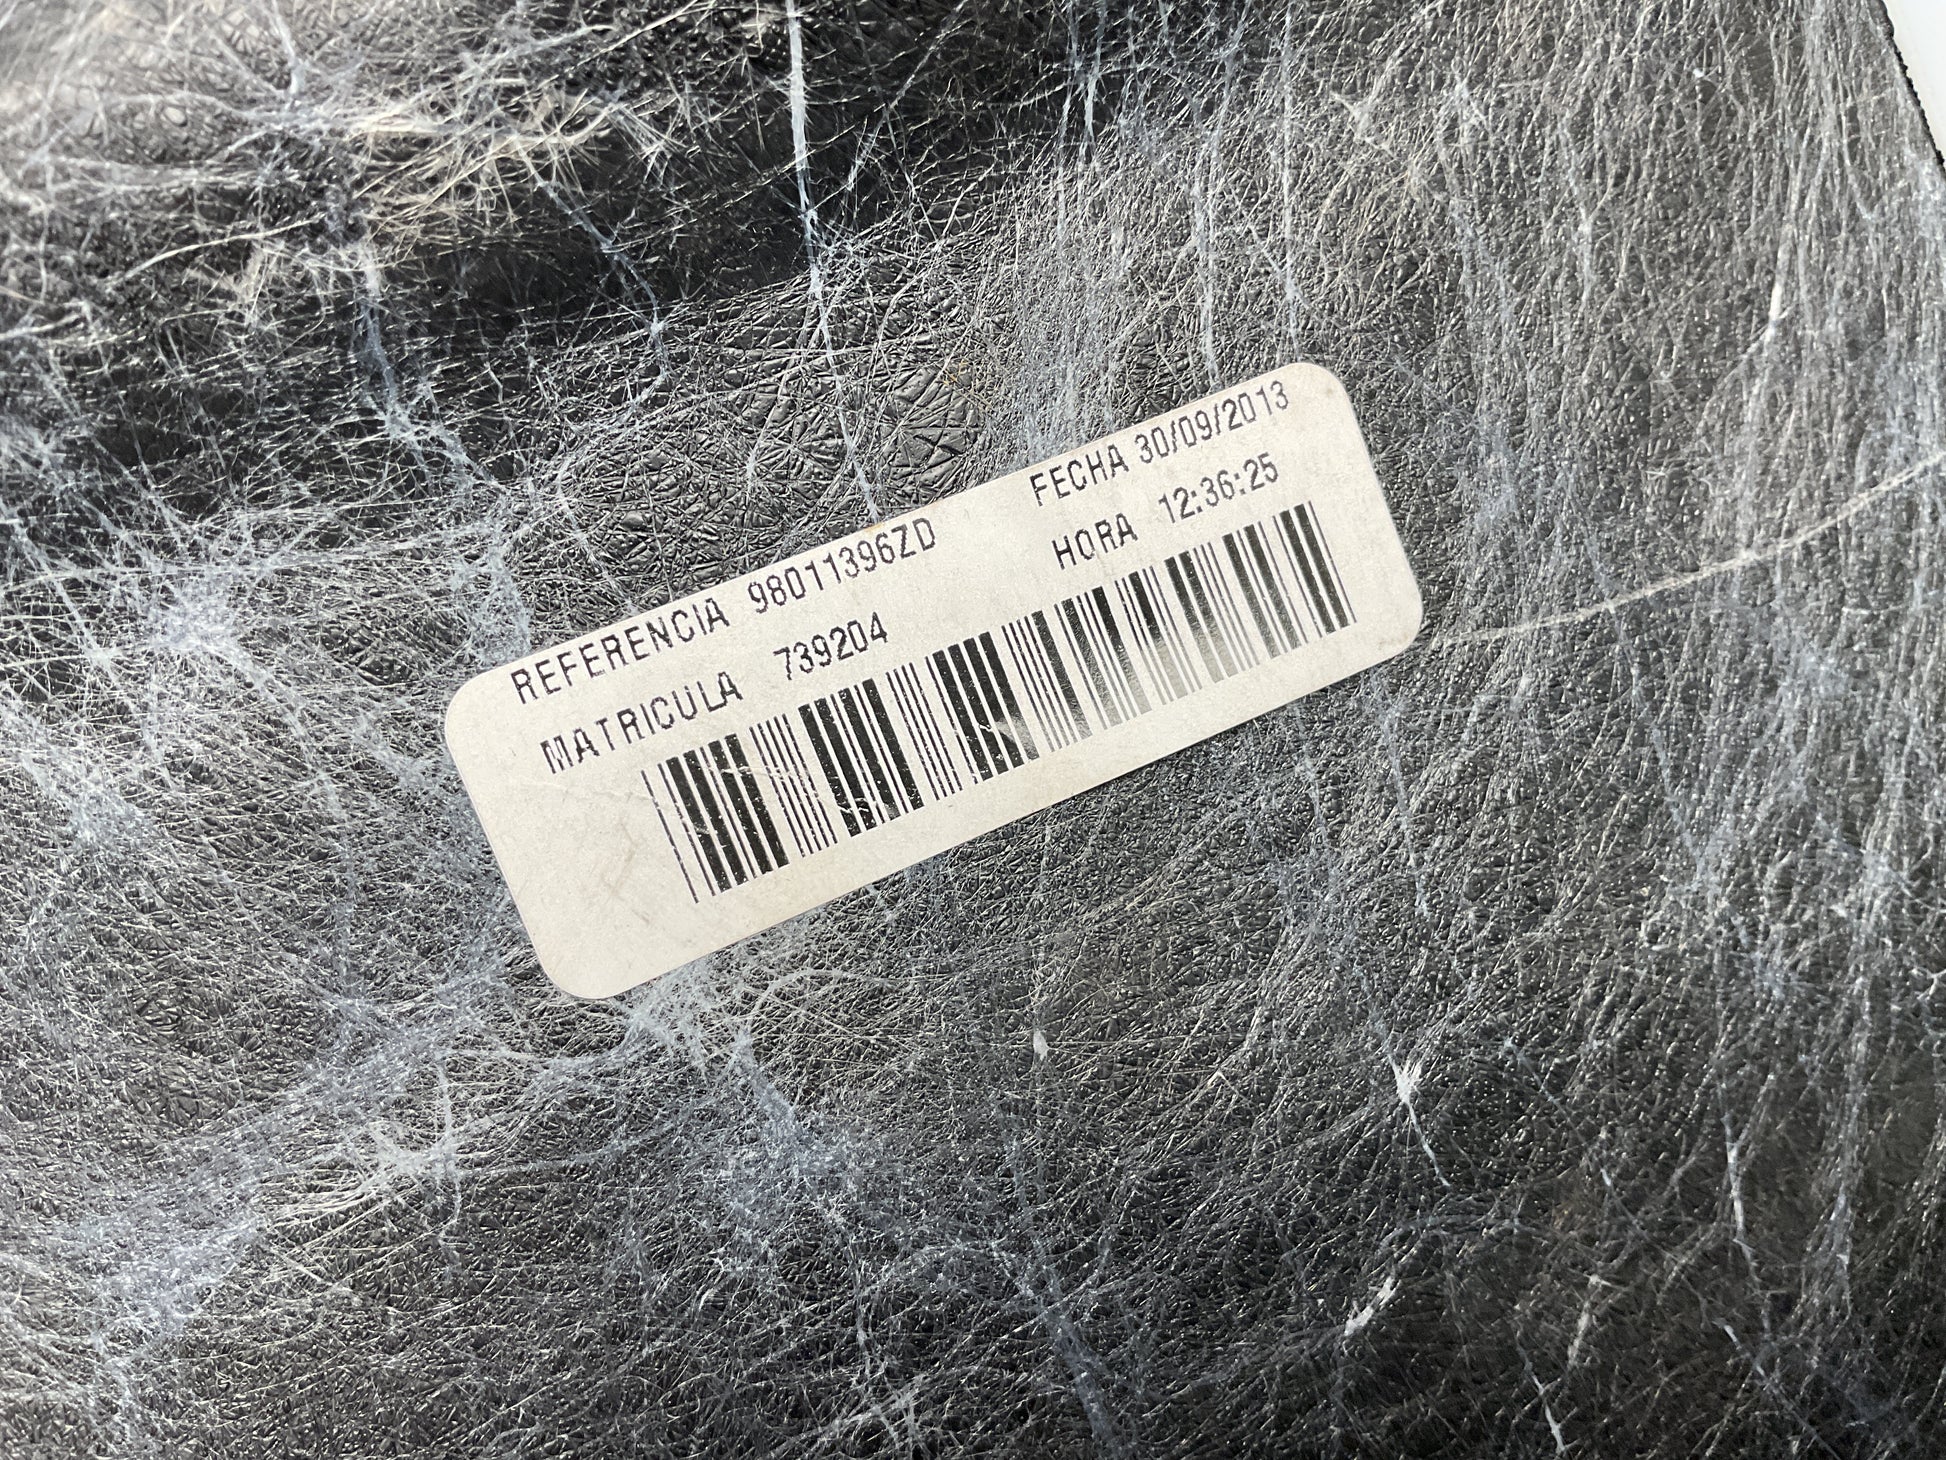 REFERENCIA 98011396ZD FECHA 30/09/2013
MATRICULA 739204 HORA 12:36:25